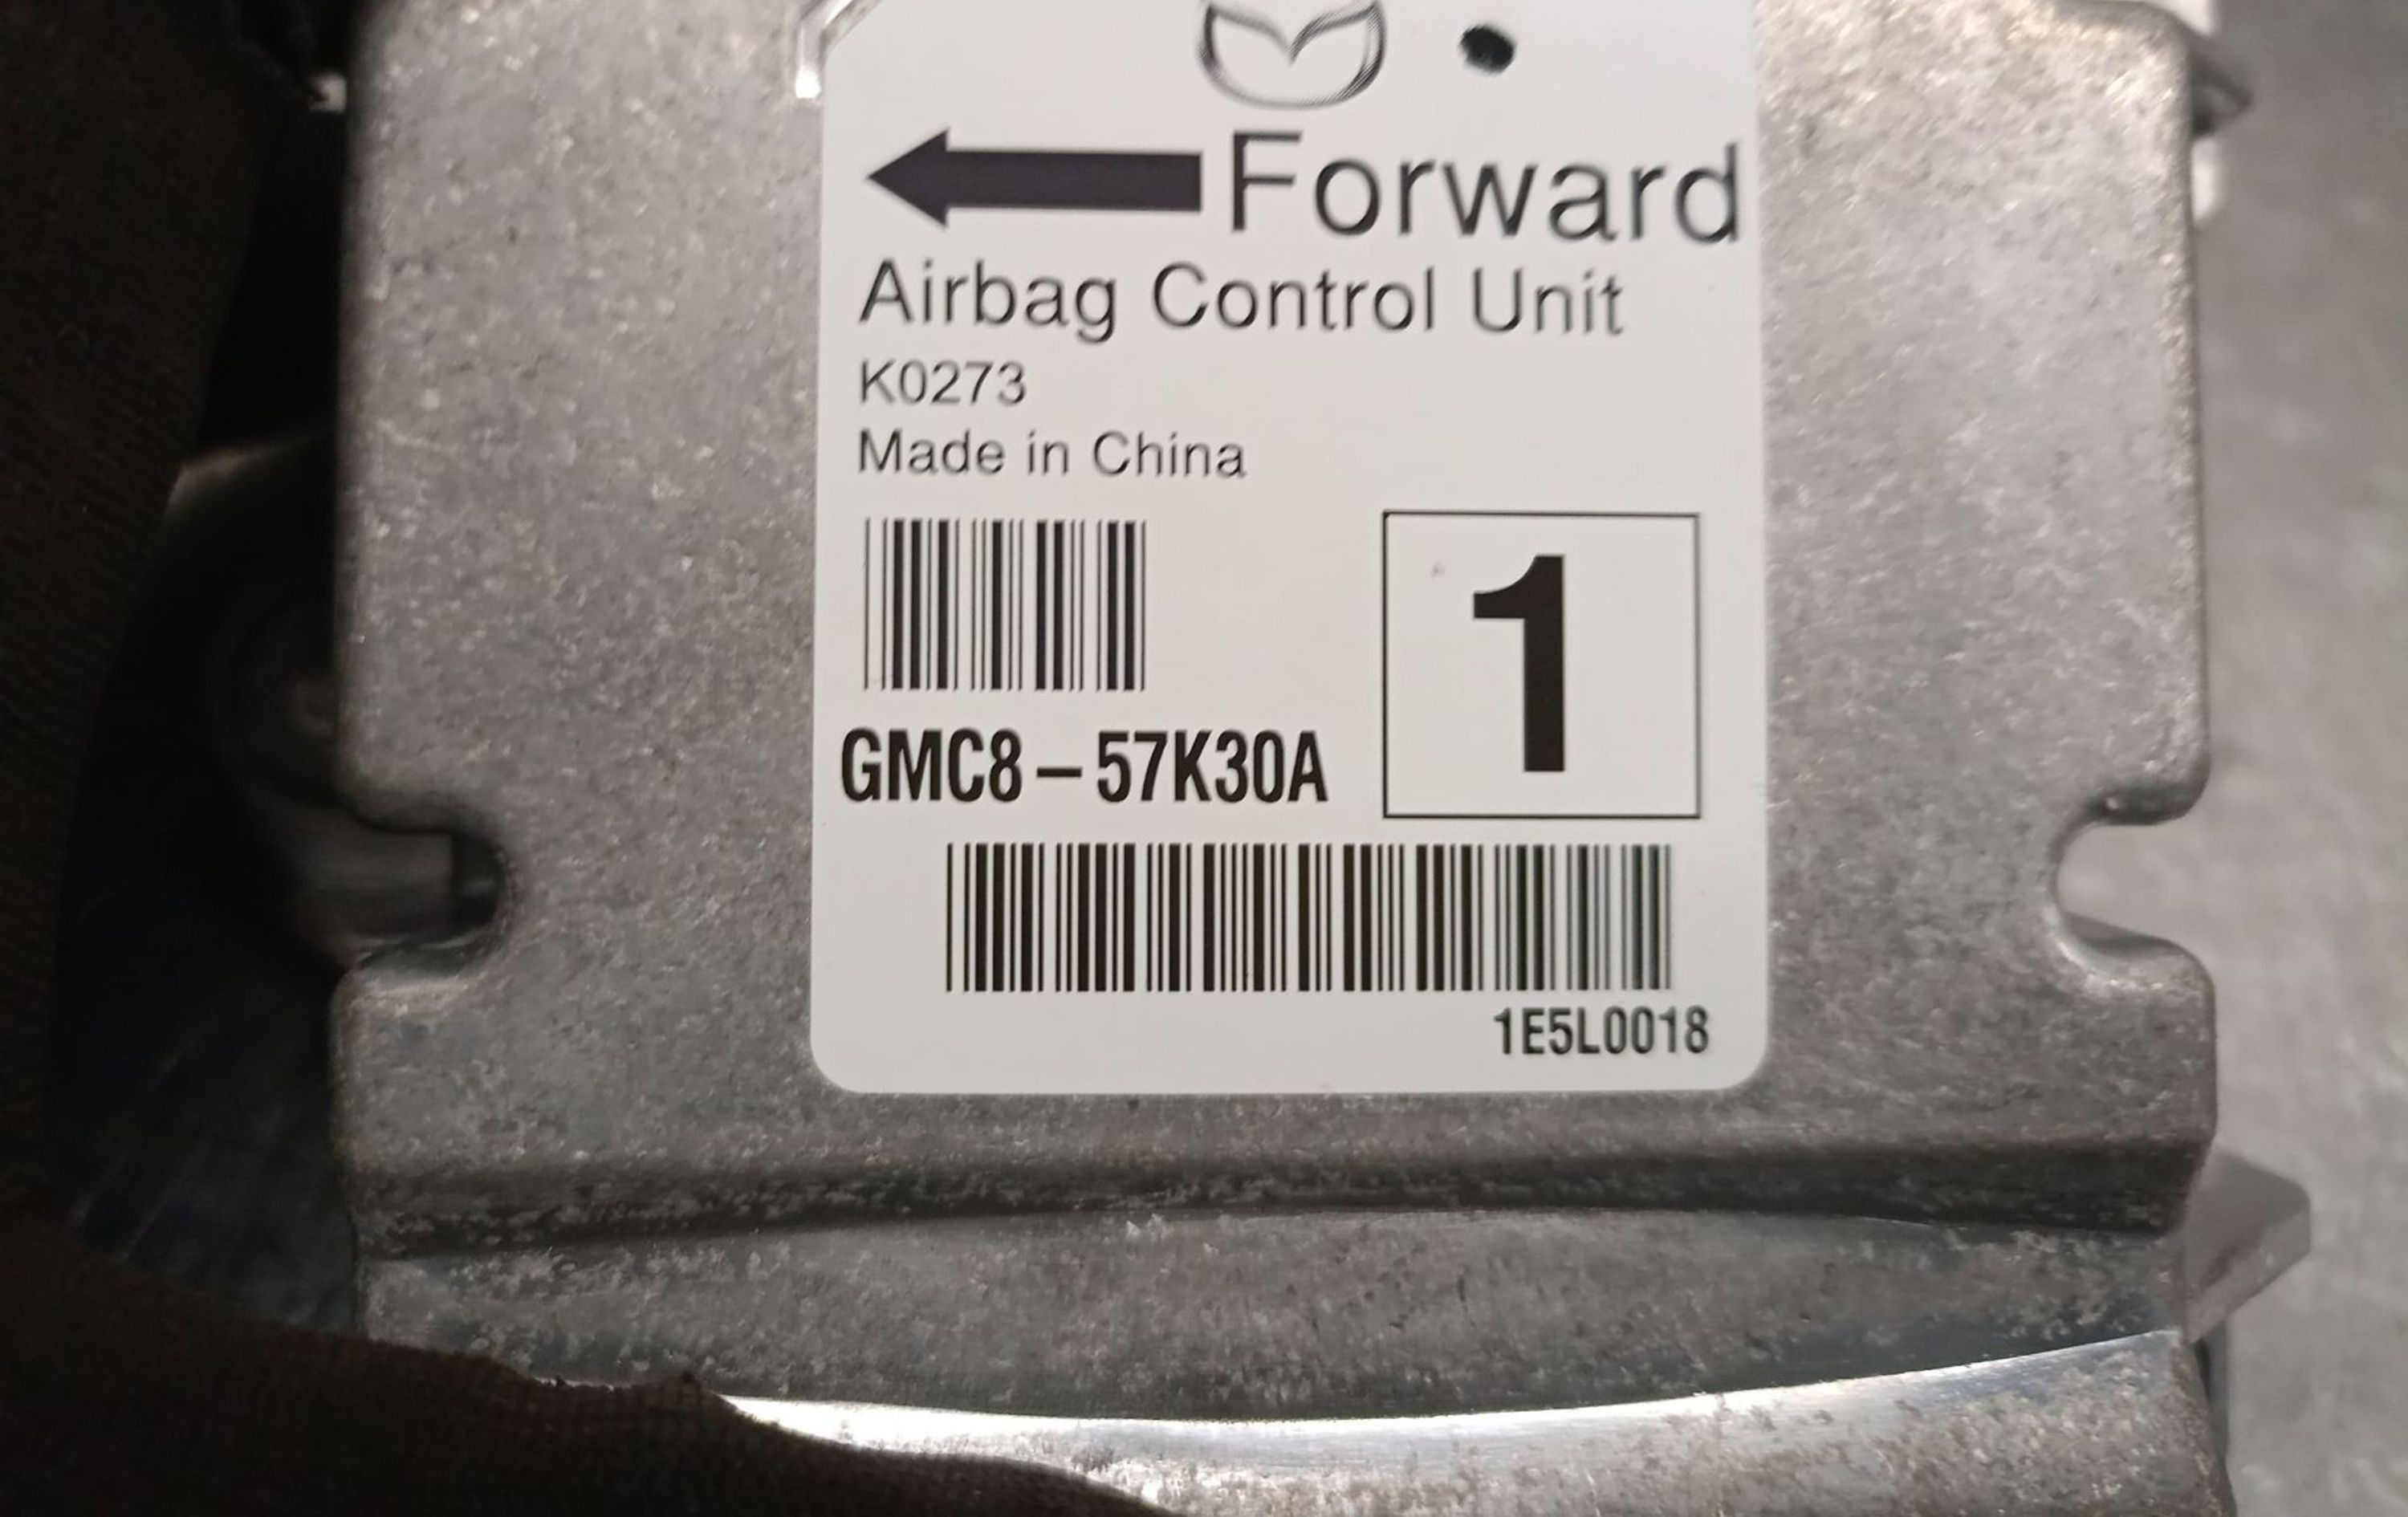 Forward
Airbag Control Unit
K0273
Made in China
1
GMC8-57K30A
1E5L0018